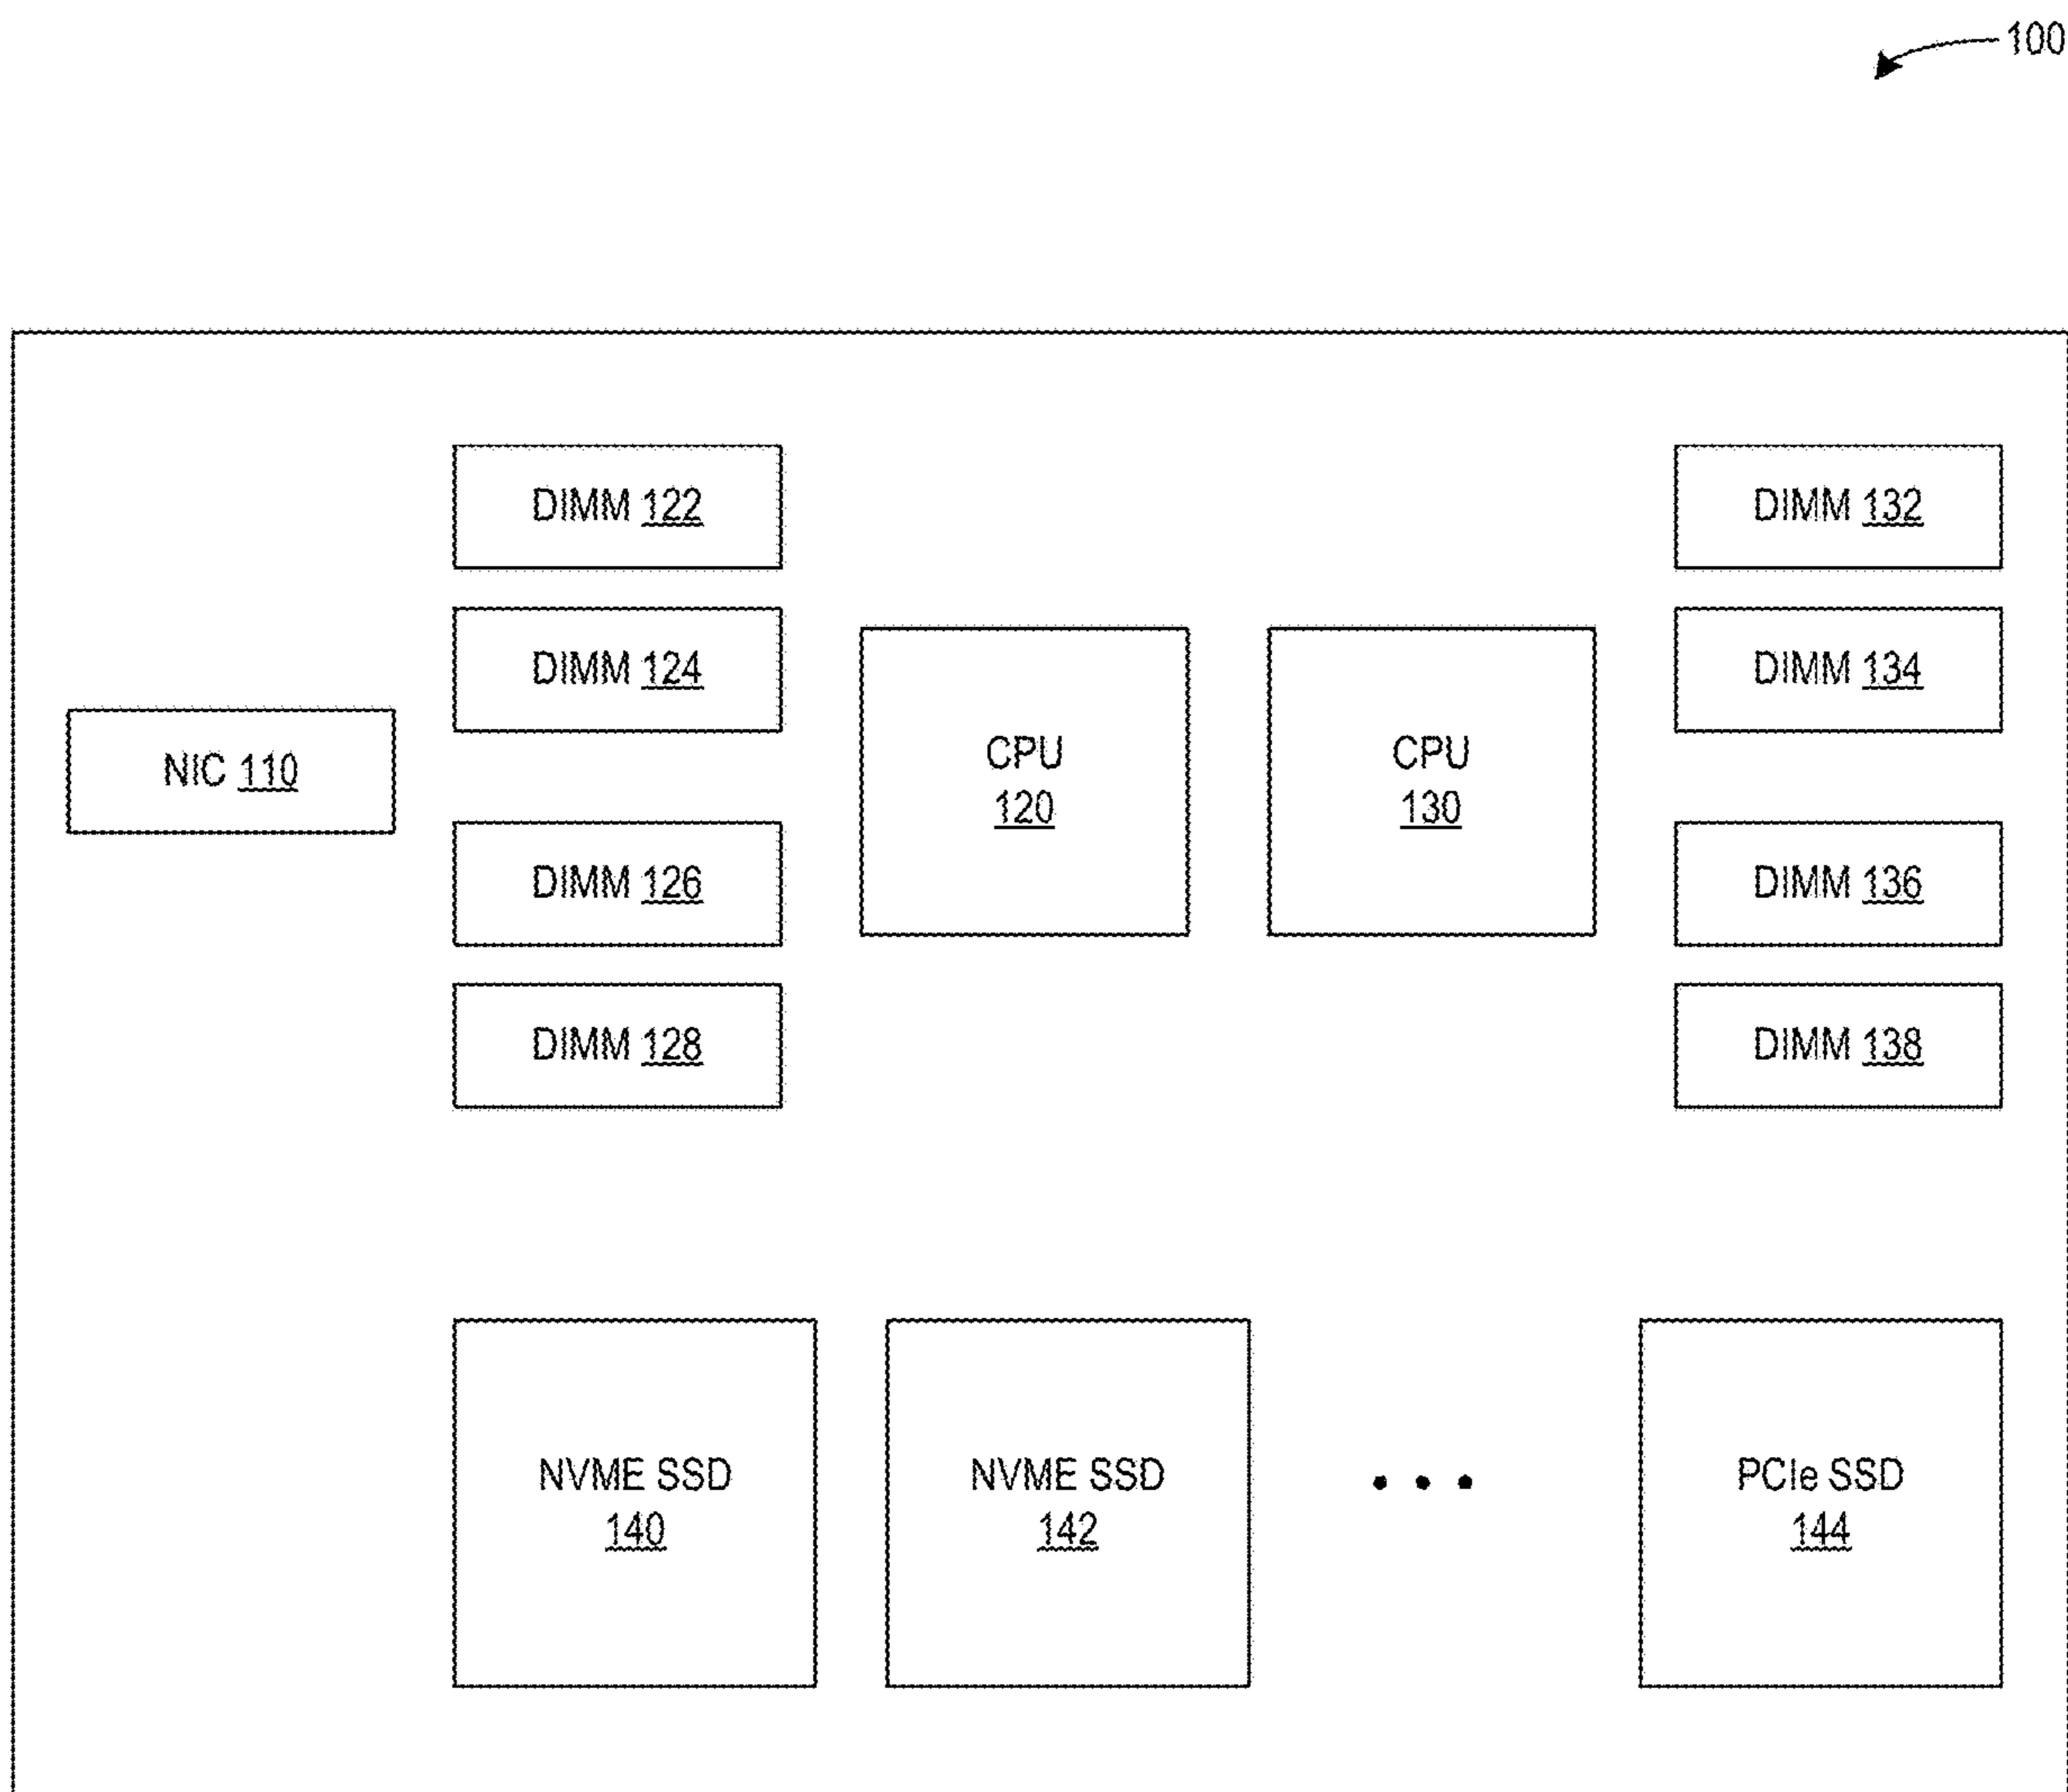 100
DIMM 122
DIMM 132
DIMM 124
DIMM 134
NIC 110
CPU
120
CPU
130
DIMM 126
DIMM 136
DIMM 128
DIMM 138
NVME SSD
140
NVME SSD
142
• • •
PCIe SSD
144